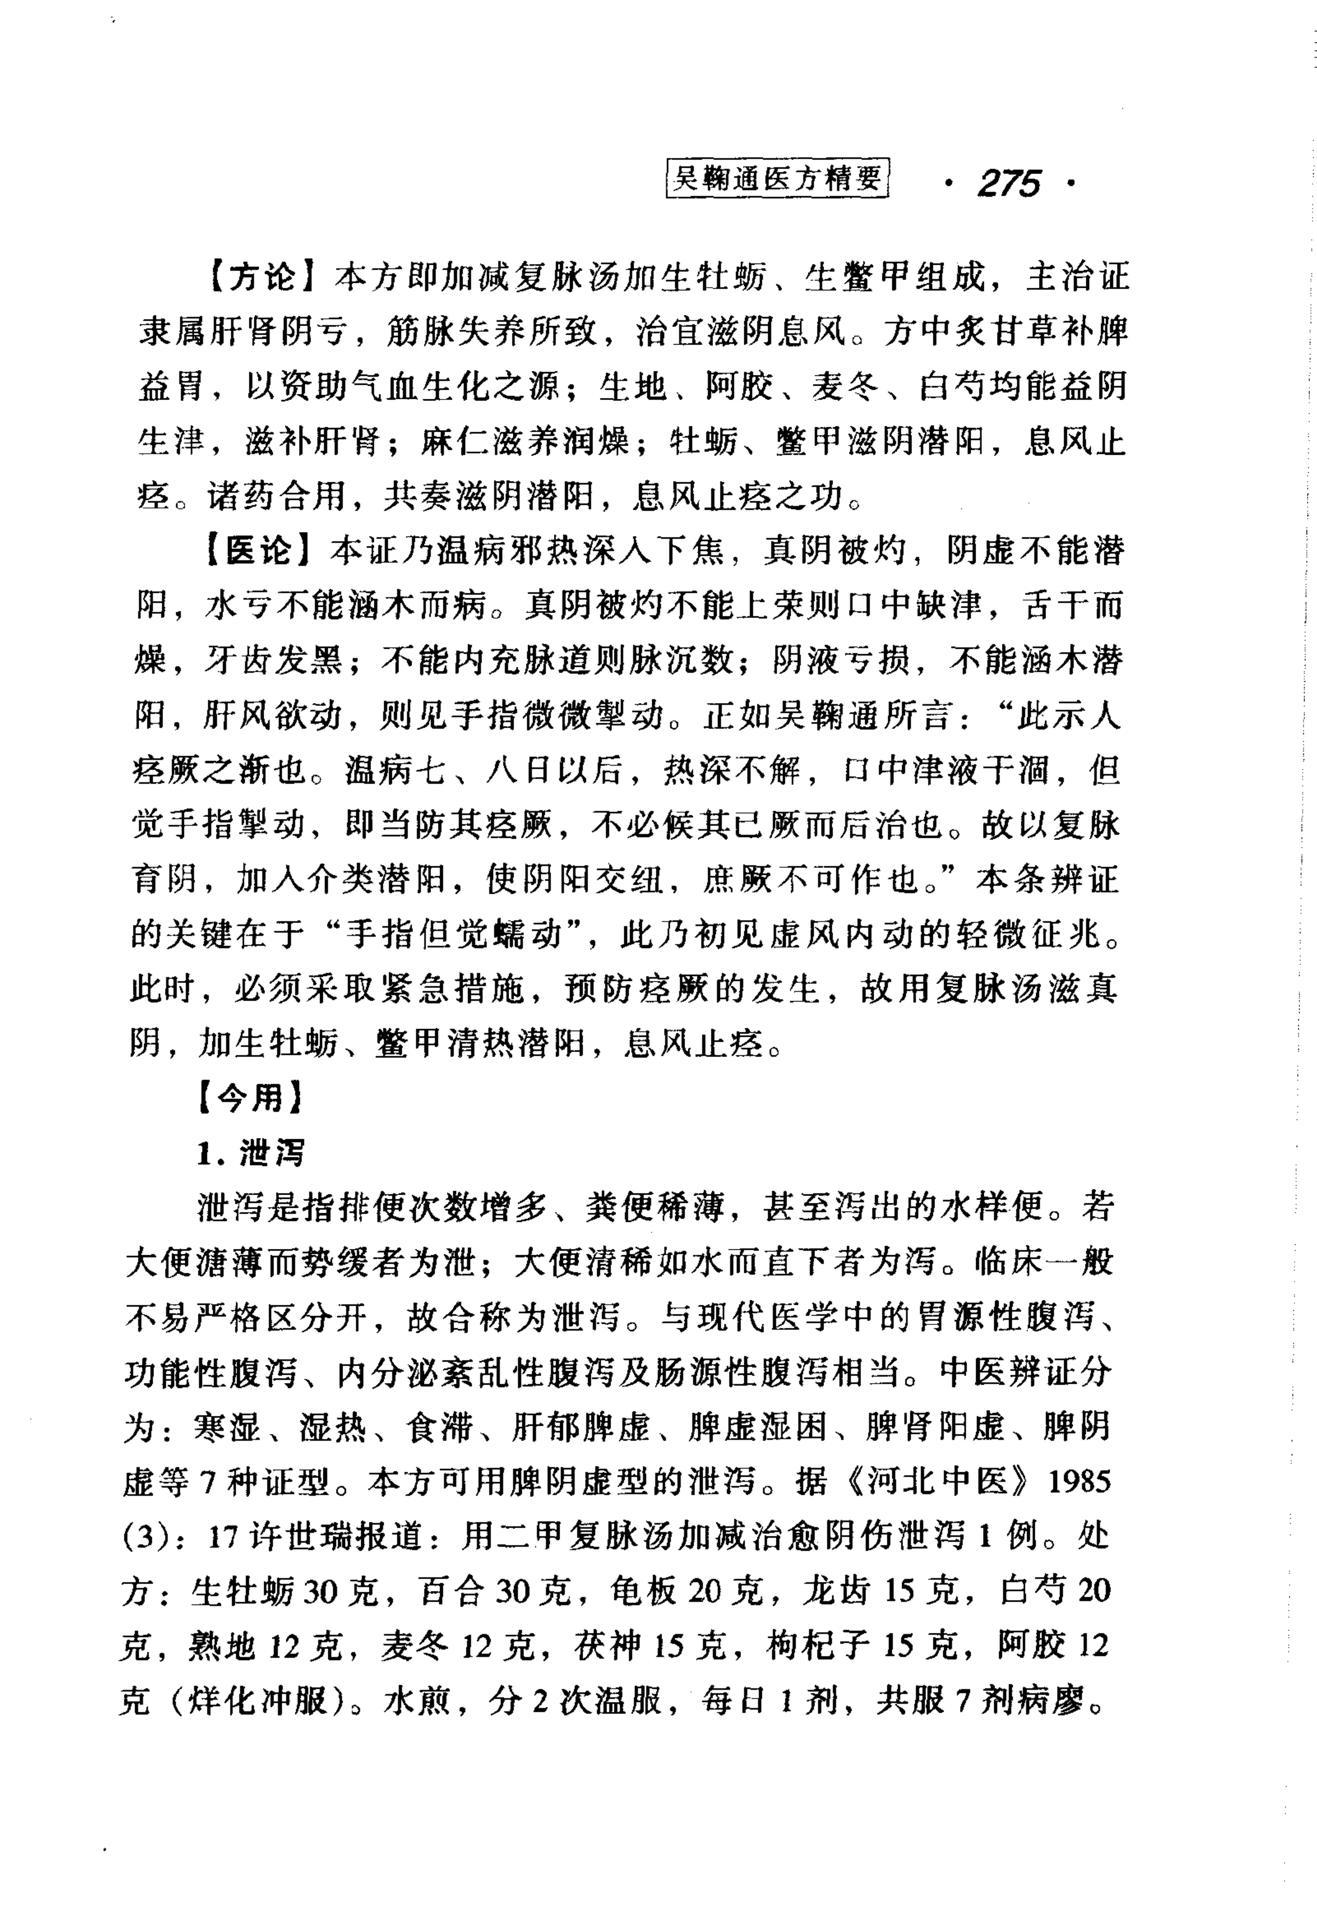 吴鞠通医方精要 · 275 ·
【方论】本方即加减复脉汤加生牡蛎、生鳖甲组成，主治证
隶属肝肾阴亏，筋脉失养所致，治宜滋阴息风。方中炙甘草补脾
益胃，以资助气血生化之源；生地、阿胶、麦冬、白芍均能益阴
生津，滋补肝肾；麻仁滋养润燥；牡蛎、鳖甲滋阴潜阳，息风止
痉。诸药合用，共奏滋阴潜阳，息风止痉之功。
【医论】本证乃温病邪热深入下焦，真阴被灼，阴虚不能潜
阳，水亏不能涵木而病。真阴被灼不能上荣则口中缺津，舌干而
燥，牙齿发黑；不能内充脉道则脉沉数；阴液亏损，不能涵木潜
阳，肝风欲动，则见手指微微掣动。正如吴鞠通所言：“此示人
痉厥之渐也。温病七、八日以后，热深不解，口中津液干涸，但
觉手指掣动，即当防其痉厥，不必候其已厥而后治也。故以复脉
育阴，加入介类潜阳，使阴阳交纽，庶厥不可作也。”本条辨证
的关键在于“手指但觉蠕动”，此乃初见虚风内动的轻微征兆。
此时，必须采取紧急措施，预防痉厥的发生，故用复脉汤滋真
阴，加生牡蛎、鳖甲清热潜阳，息风止痉。
【今用】
1. 泄泻
泄泻是指排便次数增多、粪便稀薄，甚至泻出的水样便。若
大便溏薄而势缓者为泄；大便清稀如水而直下者为泻。临床一般
不易严格区分开，故合称为泄泻。与现代医学中的胃源性腹泻、
功能性腹泻、内分泌紊乱性腹泻及肠源性腹泻相当。中医辨证分
为：寒湿、湿热、食滞、肝郁脾虚、脾虚湿困、脾肾阳虚、脾阴
虚等 7 种证型。本方可用脾阴虚型的泄泻。据《河北中医》1985
(3)：17 许世瑞报道：用二甲复脉汤加减治愈阴伤泄泻 1 例。处
方：生牡蛎 30 克，百合 30 克，龟板 20 克，龙齿 15 克，白芍 20
克，熟地 12 克，麦冬 12 克，茯神 15 克，枸杞子 15 克，阿胶 12
克（烊化冲服）。水煎，分 2 次温服，每日 1 剂，共服 7 剂病廖。